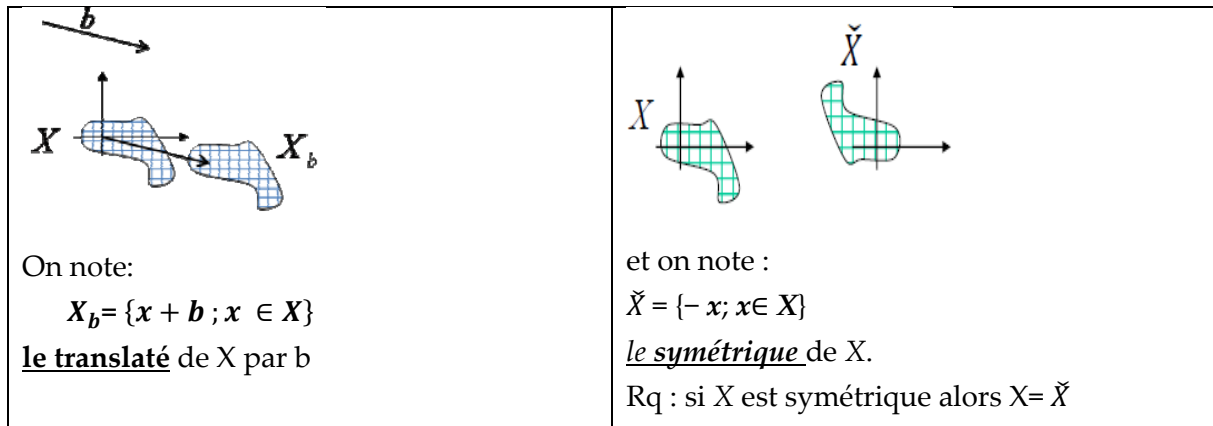 b
X
X_b
On note:
X_b= {x + b ; x ∈ X}
le translaté de X par b
X̌
X
et on note :
X̌ = {− x; x∈ X}
le symétrique de X.
Rq : si X est symétrique alors X= X̌